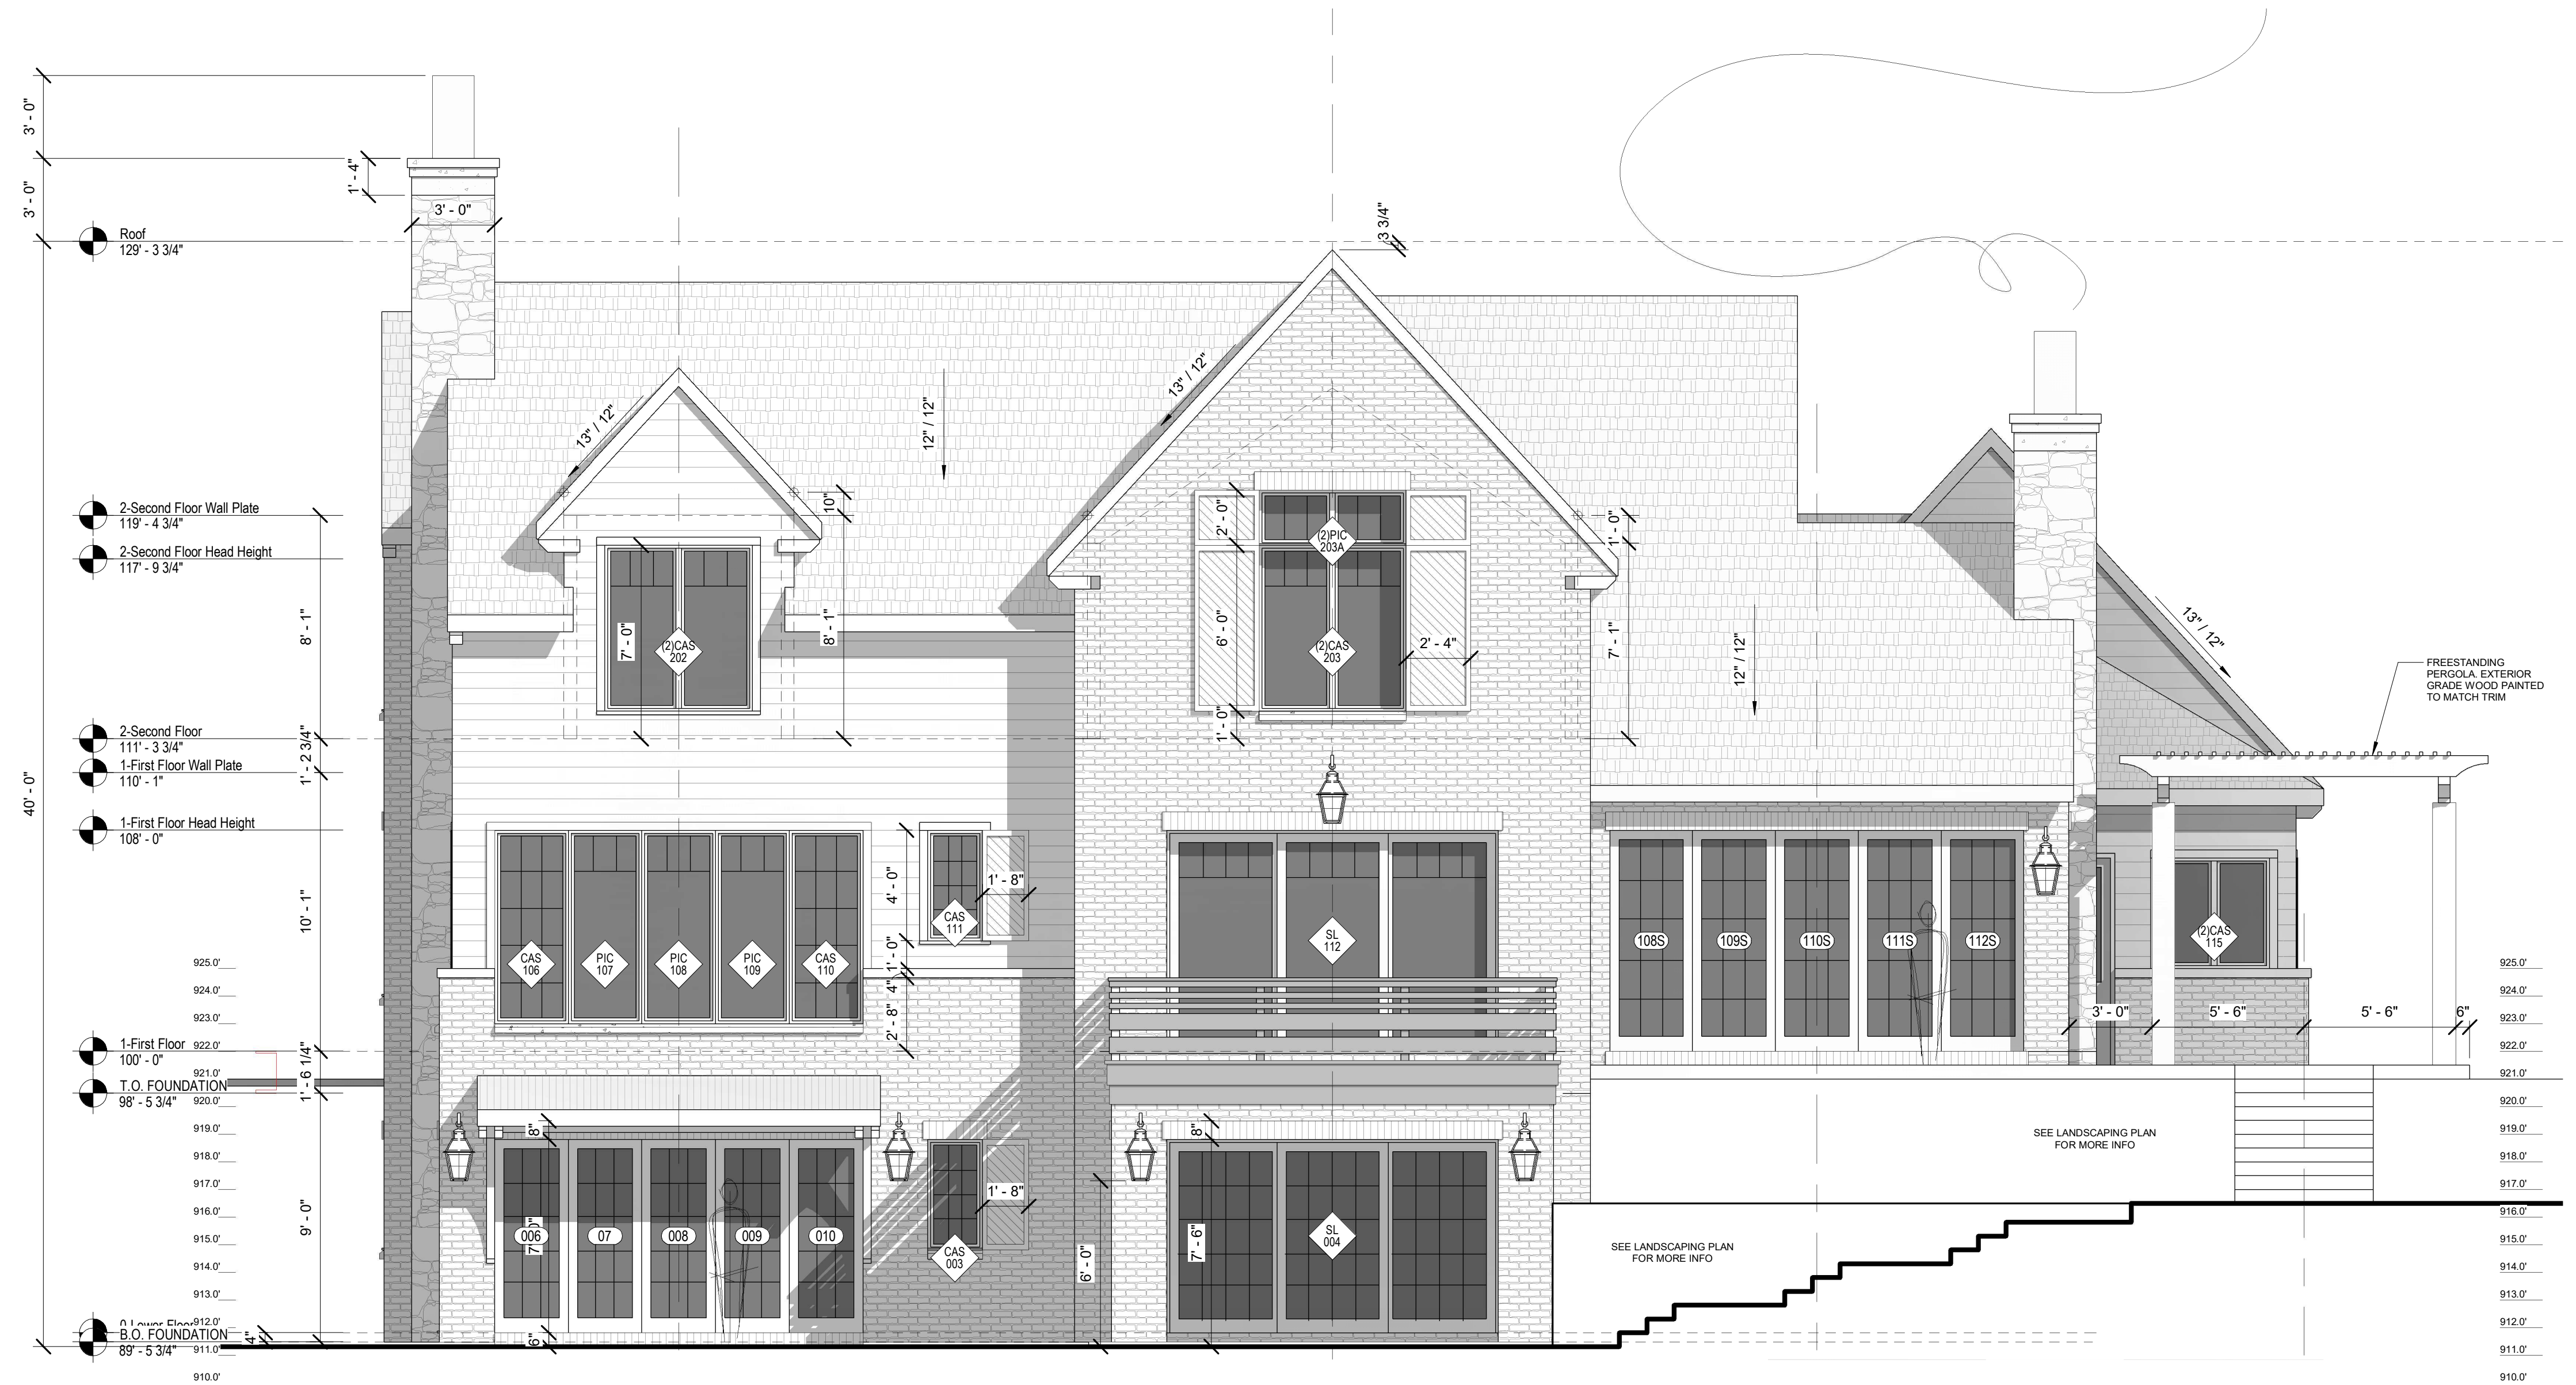 3' - 0"
3' - 0"
1' - 4"
3' - 0"
3 3/4"
Roof
129' - 3 3/4"
13" / 12"
12" / 12"
13" / 12"
2-Second Floor Wall Plate
119' - 4 3/4"
2-Second Floor Head Height
117' - 9 3/4"
10"
2' - 0"
(2)PIC
203A
1' - 0"
8' - 1"
7' - 0"
(2)CAS
202
8' - 1"
6' - 0"
(2)CAS
203
2' - 4"
7' - 1"
12" / 12"
13" / 12"
FREESTANDING
PERGOLA. EXTERIOR
GRADE WOOD PAINTED
TO MATCH TRIM
2-Second Floor
111' - 3 3/4"
1' - 2 3/4"
1' - 0"
1-First Floor Wall Plate
110' - 1"
40' - 0"
1-First Floor Head Height
108' - 0"
10' - 1"
4' - 0"
1' - 8"
CAS
111
1' - 0"
CAS
106
PIC
107
PIC
108
PIC
109
CAS
110
SL
112
108S
109S
110S
111S
112S
(2)CAS
115
4"
2' - 8"
3' - 0"
5' - 6"
5' - 6"
6"
925.0'
924.0'
923.0'
1-First Floor
100' - 0"
922.0'
921.0'
1' - 6 1/4"
T.O. FOUNDATION
98' - 5 3/4"
920.0'
919.0'
918.0'
917.0'
916.0'
915.0'
914.0'
913.0'
912.0'
9' - 0"
8"
006
07
008
009
010
1' - 8"
CAS
003
6' - 0"
8"
7' - 6"
SL
004
SEE LANDSCAPING PLAN
FOR MORE INFO
SEE LANDSCAPING PLAN
FOR MORE INFO
B.O. FOUNDATION
89' - 5 3/4"
911.0'
910.0'
4"
6"
925.0'
924.0'
923.0'
922.0'
921.0'
920.0'
919.0'
918.0'
917.0'
916.0'
915.0'
914.0'
913.0'
912.0'
911.0'
910.0'